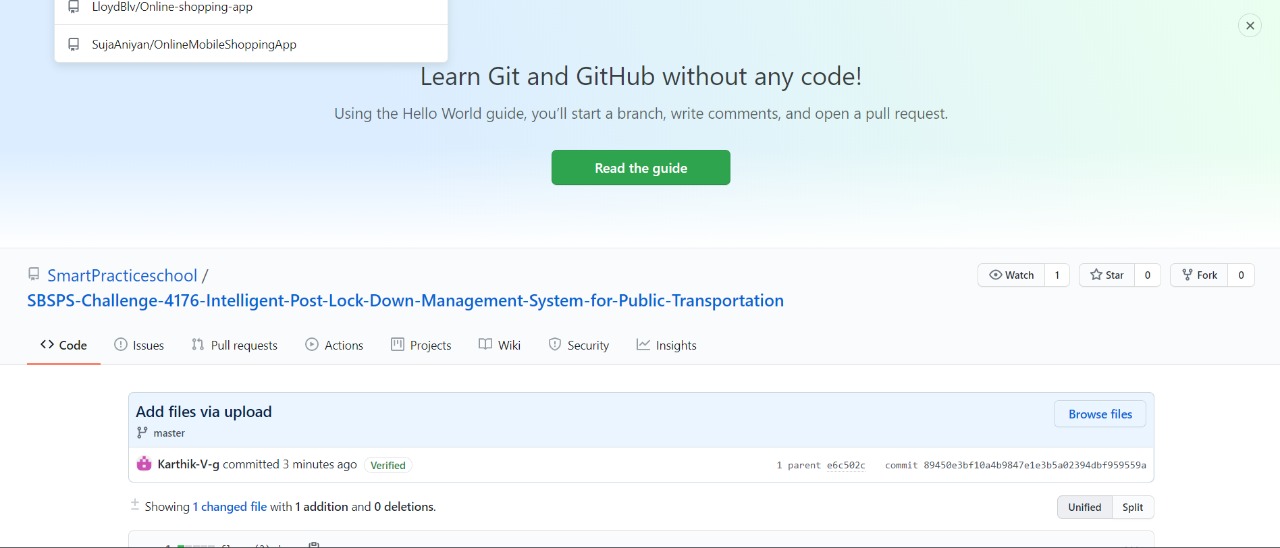 LloydBlv/Online-shopping-app
SujaAniyan/OnlineMobileShoppingApp
Learn Git and GitHub without any code!
Using the Hello World guide, you’ll start a branch, write comments, and open a pull request.
Read the guide
SmartPracticeschool /
Watch 1 Star 0 Fork 0
SBSPS-Challenge-4176-Intelligent-Post-Lock-Down-Management-System-for-Public-Transportation
Code Issues Pull requests Actions Projects Wiki Security Insights
Add files via upload
Browse files
master
Karthik-V-g committed 3 minutes ago Verified 1 parent e6c502c commit 89450e3bf10a4b9847e1e3b5a02394dbf959559a
Showing 1 changed file with 1 addition and 0 deletions.
Unified Split